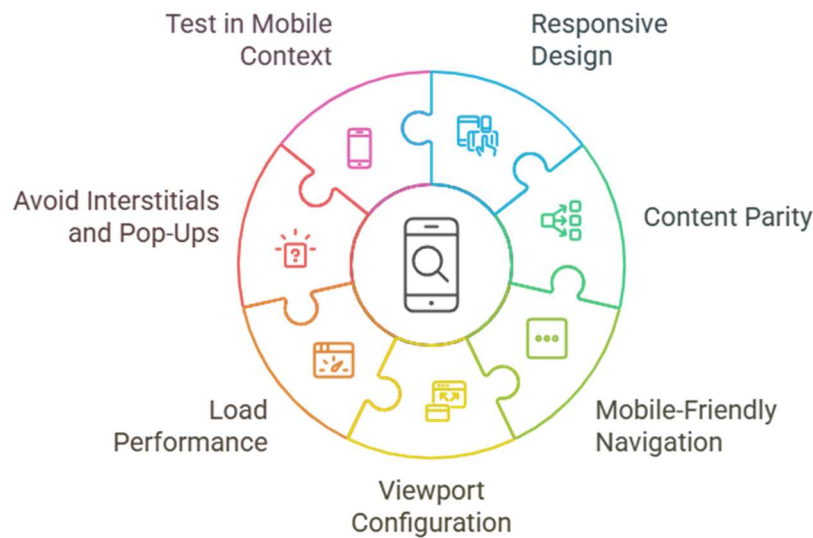 Test in Mobile
Context
Responsive
Design
Avoid Interstitials
and Pop-Ups
Content Parity
Load
Performance
Mobile-Friendly
Navigation
Viewport
Configuration
?